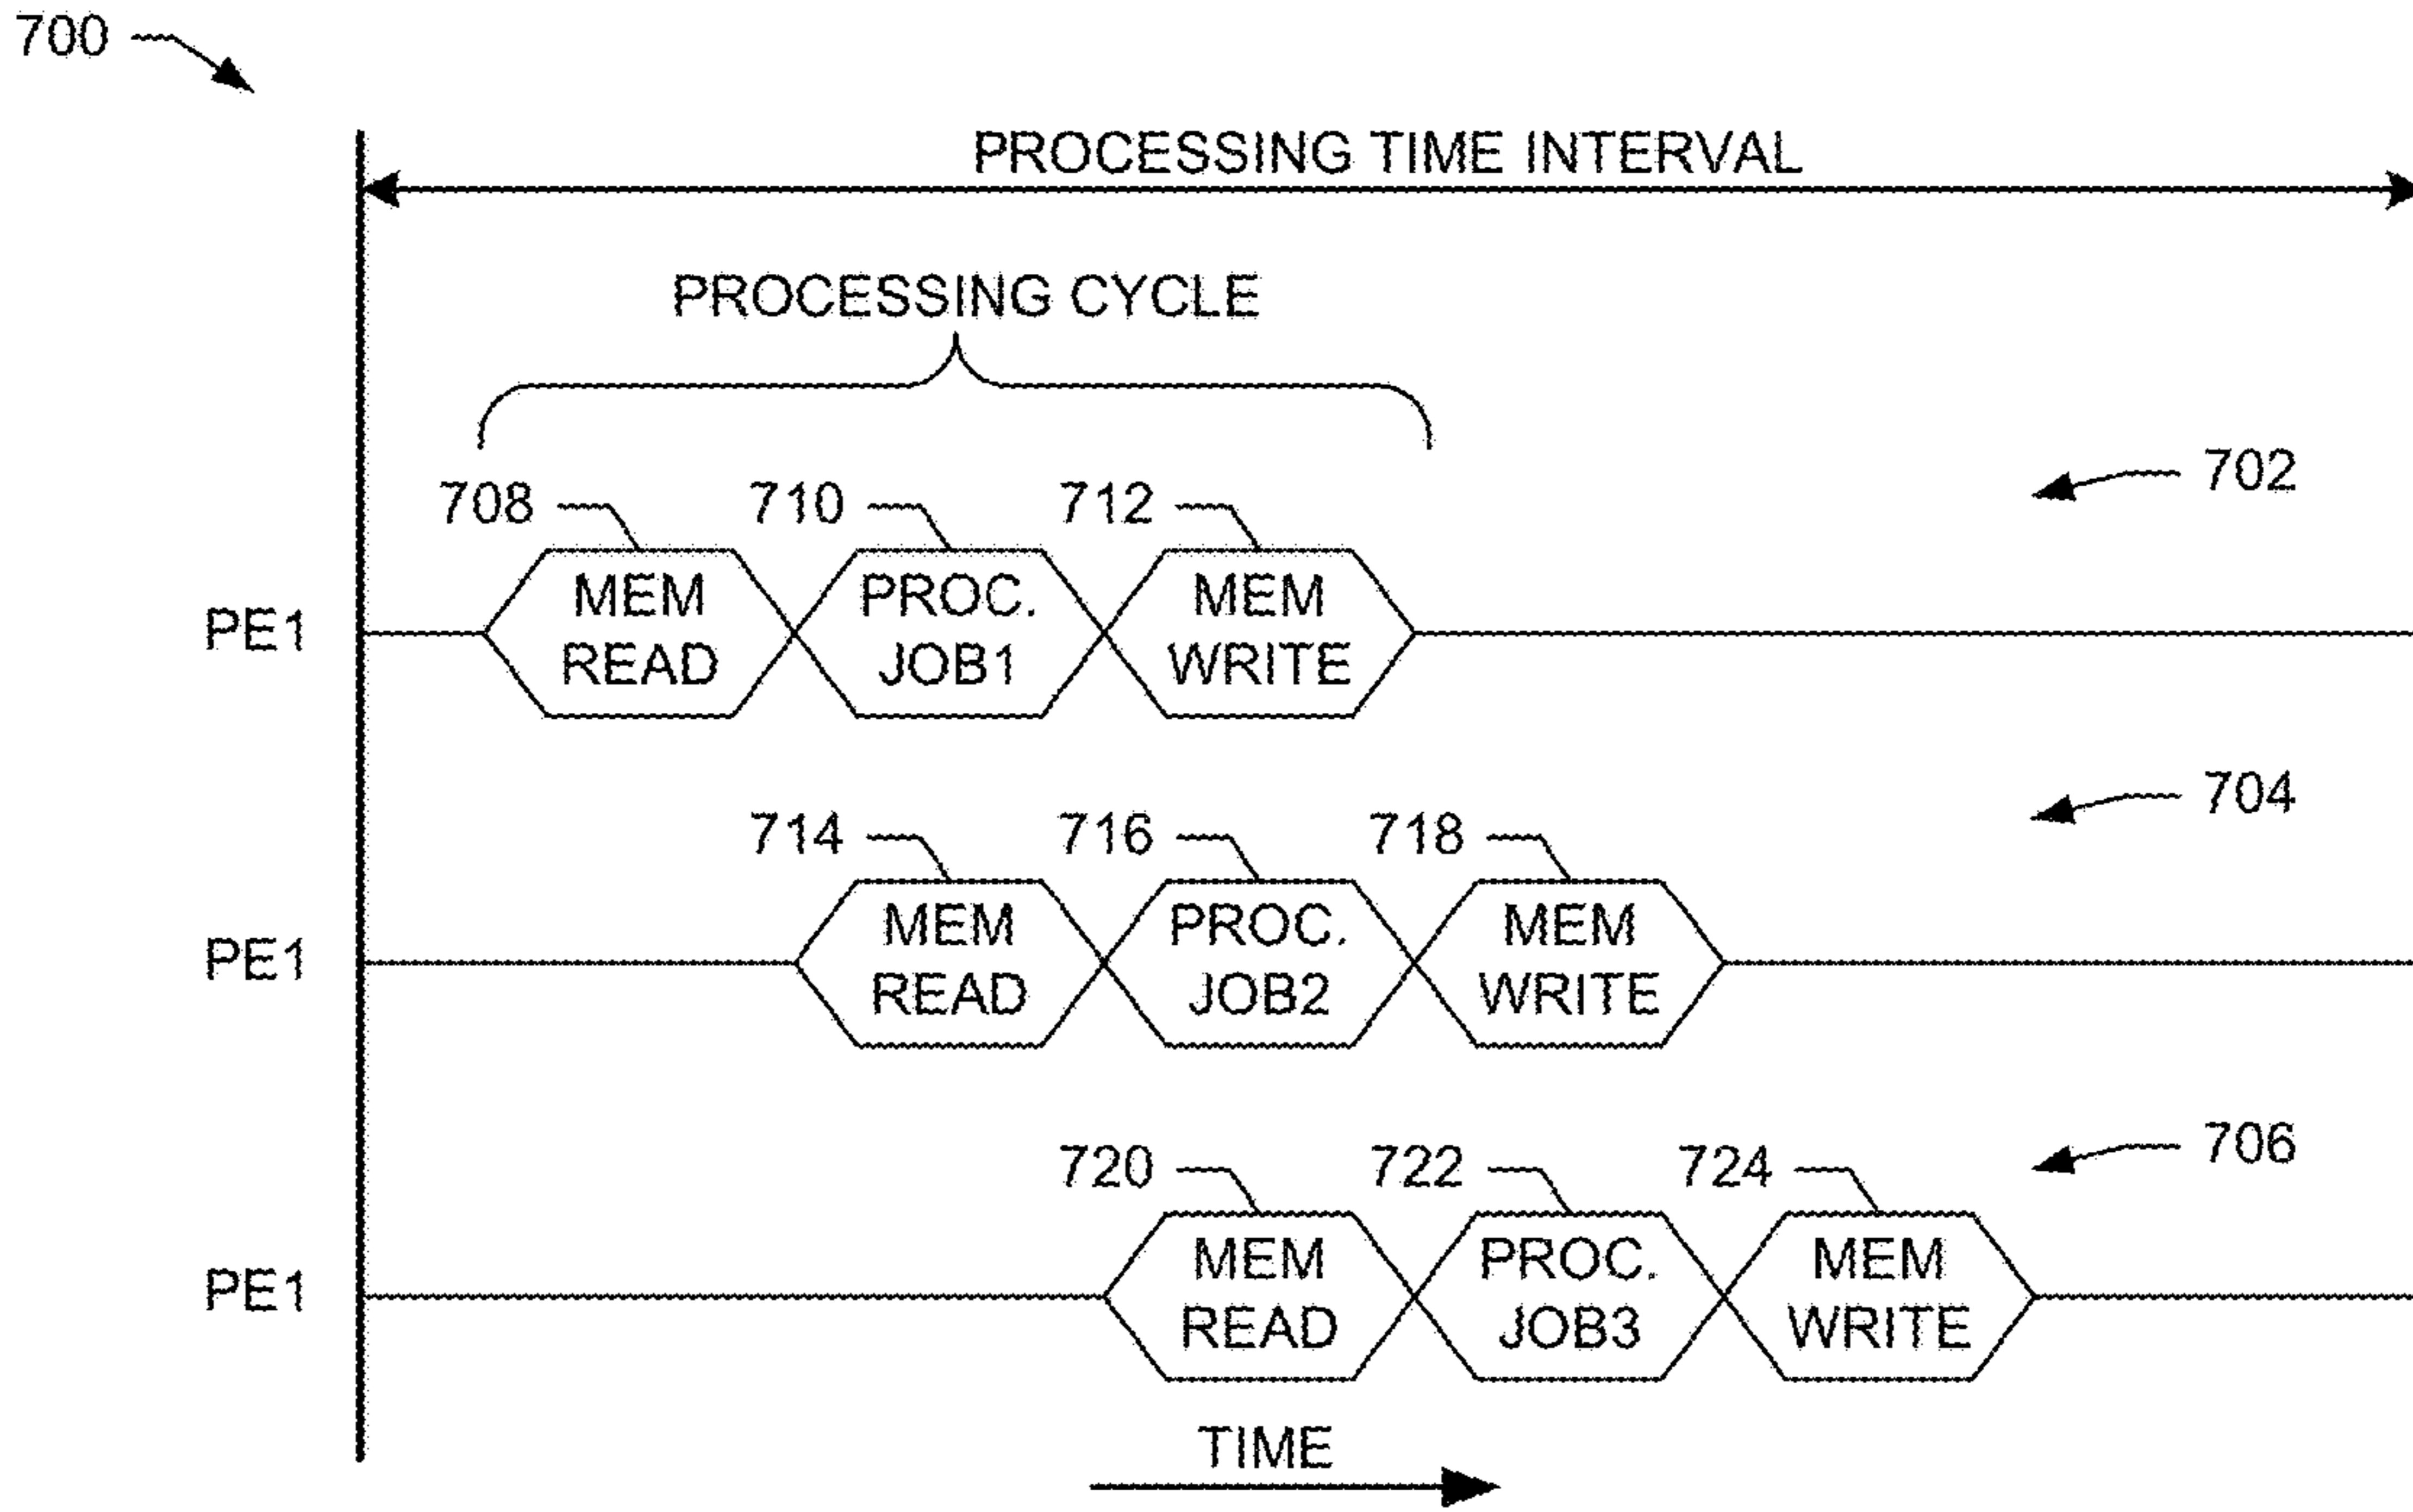 700
PROCESSING TIME INTERVAL
PROCESSING CYCLE
702
708 710 712
PE1
MEM READ
PROC. JOB1
MEM WRITE
704
714 716 718
PE1
MEM READ
PROC. JOB2
MEM WRITE
706
720 722 724
PE1
MEM READ
PROC. JOB3
MEM WRITE
TIME